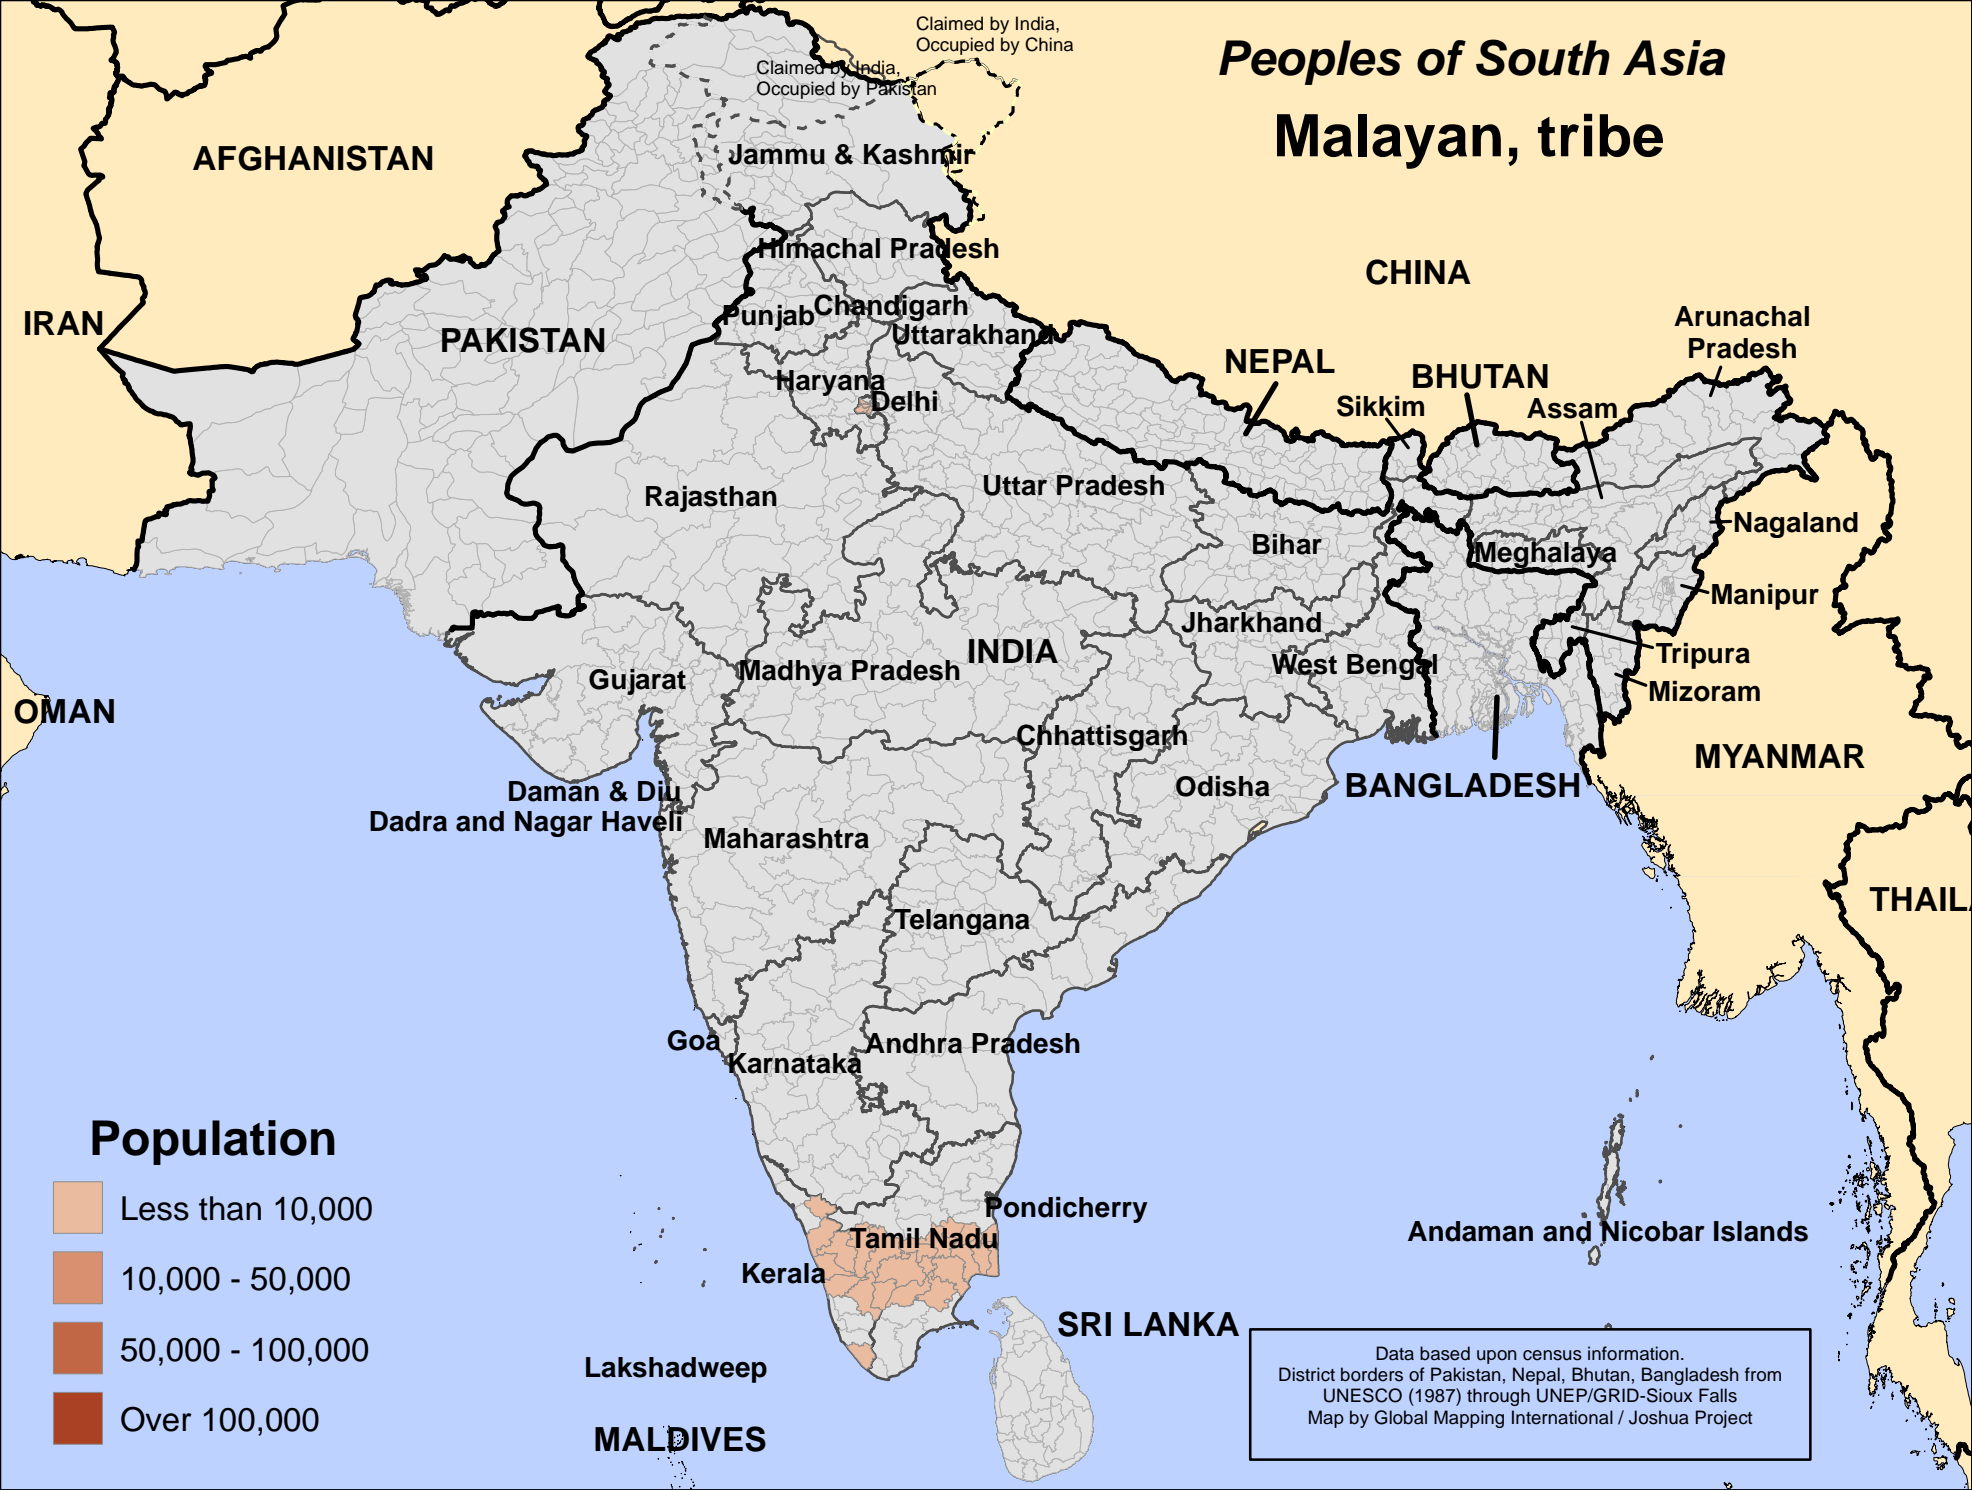 Claimed by India,
Occupied by China
Peoples of South Asia
Malayan, tribe
Claimed by India,
Occupied by Pakistan
AFGHANISTAN
Jammu & Kashmir
Himachal Pradesh
CHINA
IRAN
PAKISTAN
Punjab
Chandigarh
Uttarakhand
Arunachal
Pradesh
NEPAL
BHUTAN
Haryana
Delhi
Sikkim
Assam
Rajasthan
Uttar Pradesh
Nagaland
Bihar
Meghalaya
Manipur
Jharkhand
INDIA
Tripura
West Bengal
Madhya Pradesh
Gujarat
Mizoram
OMAN
Chhattisgarh
MYANMAR
Odisha
BANGLADESH
Daman & Diu
Dadra and Nagar Haveli
Maharashtra
THAIL
Telangana
Goa
Andhra Pradesh
Karnataka
Pondicherry
Andaman and Nicobar Islands
Tamil Nadu
Kerala
SRI LANKA
Lakshadweep
MALDIVES
Population
Less than 10,000
10,000 - 50,000
50,000 - 100,000
Over 100,000
Data based upon census information.
District borders of Pakistan, Nepal, Bhutan, Bangladesh from
UNESCO (1987) through UNEP/GRID-Sioux Falls
Map by Global Mapping International / Joshua Project